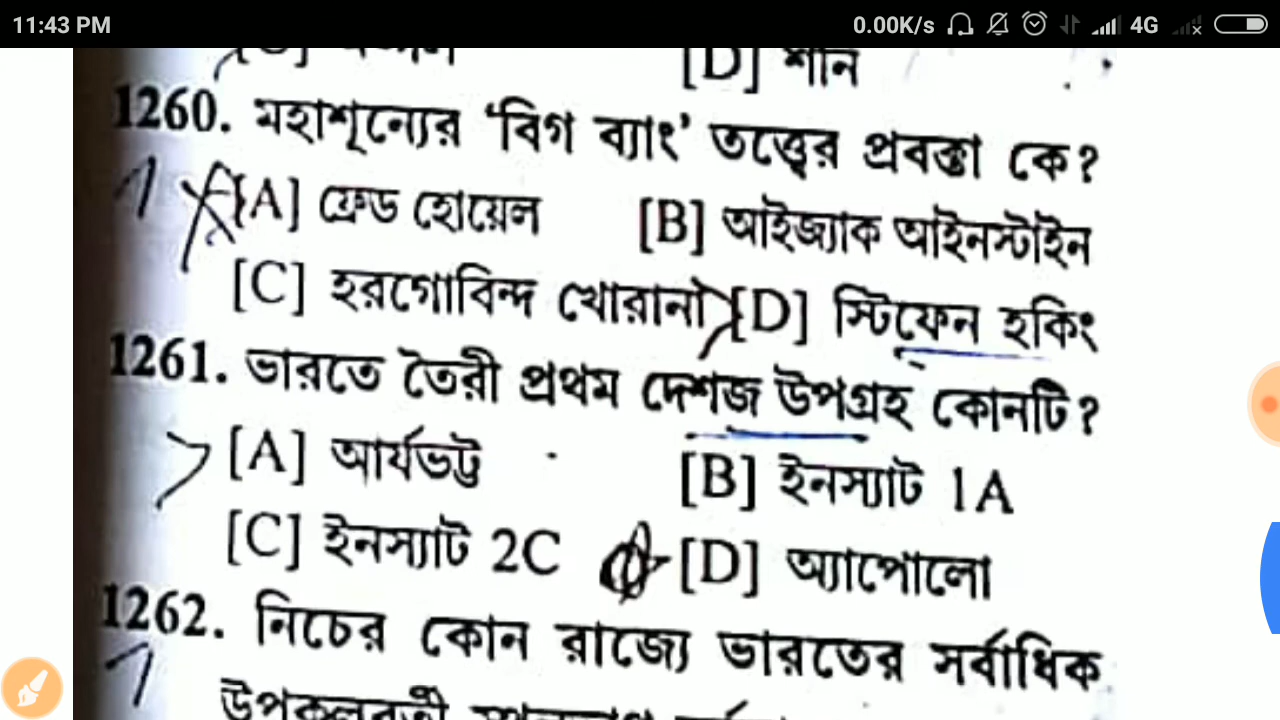 11:43 PM 0.00K/s 4G
[D] শান
1260. মহাশূন্যের ‘বিগ ব্যাং’ তত্ত্বের প্রবক্তা কে?
[A] ফ্রেড হোয়েল [B] আইজ্যাক আইনস্টাইন
[C] হরগোবিন্দ খোরানা [D] স্টিফেন হকিং
1261. ভারতে তৈরী প্রথম দেশজ উপগ্রহ কোনটি?
[A] আর্যভট্ট [B] ইনস্যাট 1A
[C] ইনস্যাট 2C [D] অ্যাপোলো
1262. নিচের কোন রাজ্যে ভারতের সর্বাধিক